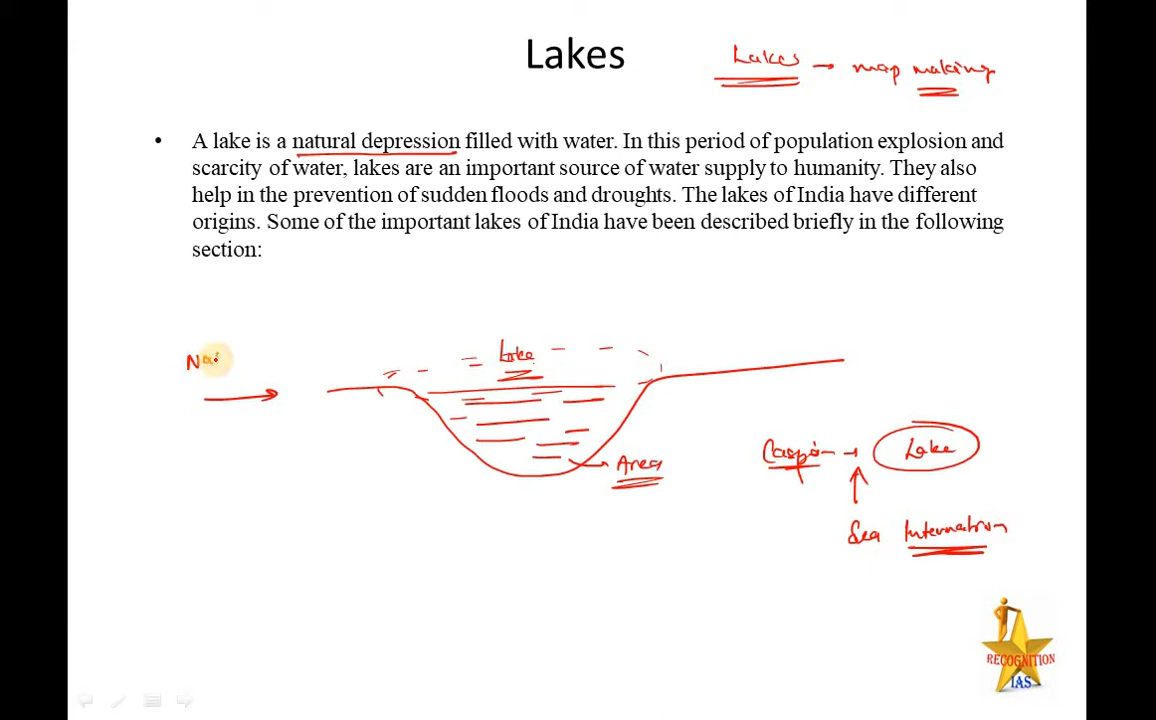 Lakes
Lakes → map making
• A lake is a natural depression filled with water. In this period of population explosion and
scarcity of water, lakes are an important source of water supply to humanity. They also
help in the prevention of sudden floods and droughts. The lakes of India have different
origins. Some of the important lakes of India have been described briefly in the following
section:
Lake
Area
Caspian → Lake
Sea
RECOGNITION
IAS